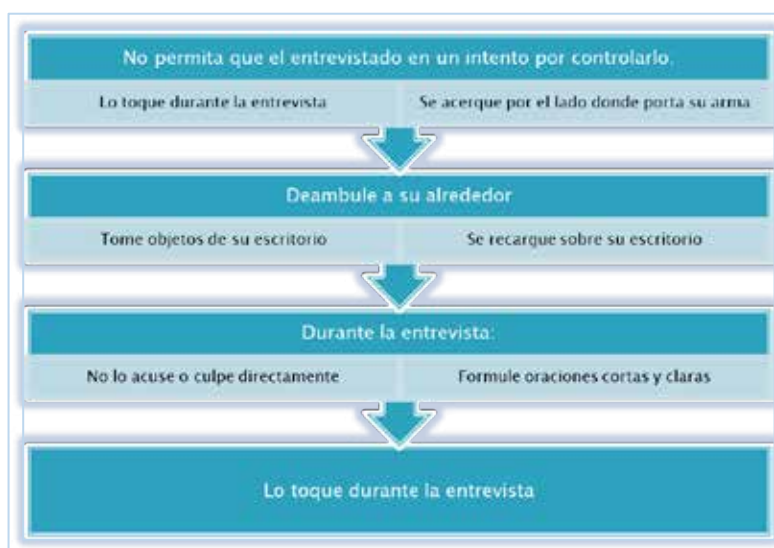 No permita que el entrevistado en un intento por controlarlo.
Lo toque durante la entrevista
Se acerque por el lado donde porta su arma
Deambule a su alrededor
Tome objetos de su escritorio
Se recargue sobre su escritorio
Durante la entrevista:
No lo acuse o culpe directamente
Formule oraciones cortas y claras
Lo toque durante la entrevista